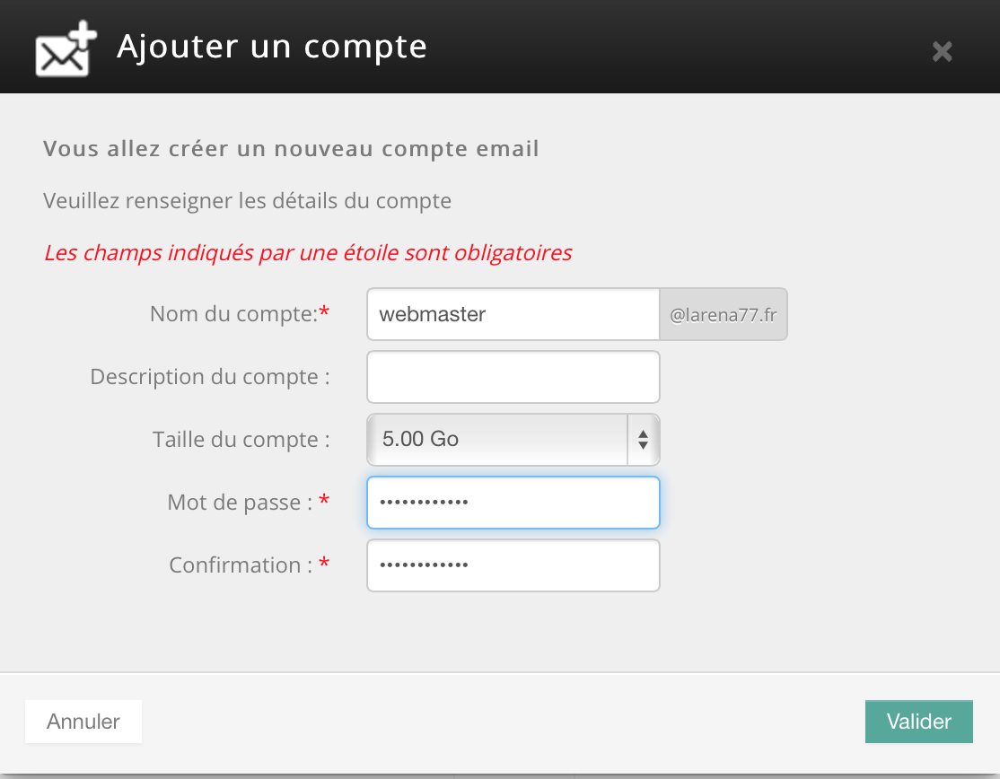 Ajouter un compte
Vous allez créer un nouveau compte email
Veuillez renseigner les détails du compte
Les champs indiqués par une étoile sont obligatoires
Nom du compte:* webmaster @larena77.fr
Description du compte :
Taille du compte : 5.00 Go
Mot de passe : * ••••••••••••
Confirmation : * ••••••••••••
Annuler Valider